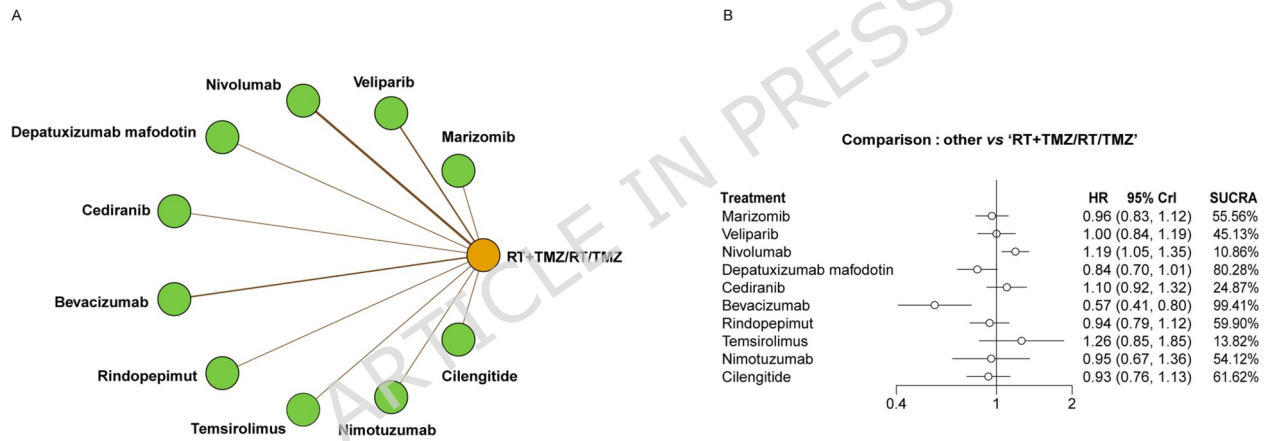 A
Nivolumab
Veliparib
Depatuxizumab mafodotin
Marizomib
Cediranib
RT+TMZ/RT/TMZ
Bevacizumab
Rindopepimut
Cilengitide
Temsirolimus
Nimotuzumab
ARTICLE IN PRESS
B
Comparison : other vs ‘RT+TMZ/RT/TMZ’
Treatment HR 95% CrI SUCRA
Marizomib 0.96 (0.83, 1.12) 55.56%
Veliparib 1.00 (0.84, 1.19) 45.13%
Nivolumab 1.19 (1.05, 1.35) 10.86%
Depatuxizumab mafodotin 0.84 (0.70, 1.01) 80.28%
Cediranib 1.10 (0.92, 1.32) 24.87%
Bevacizumab 0.57 (0.41, 0.80) 99.41%
Rindopepimut 0.94 (0.79, 1.12) 59.90%
Temsirolimus 1.26 (0.85, 1.85) 13.82%
Nimotuzumab 0.95 (0.67, 1.36) 54.12%
Cilengitide 0.93 (0.76, 1.13) 61.62%
0.4 1 2